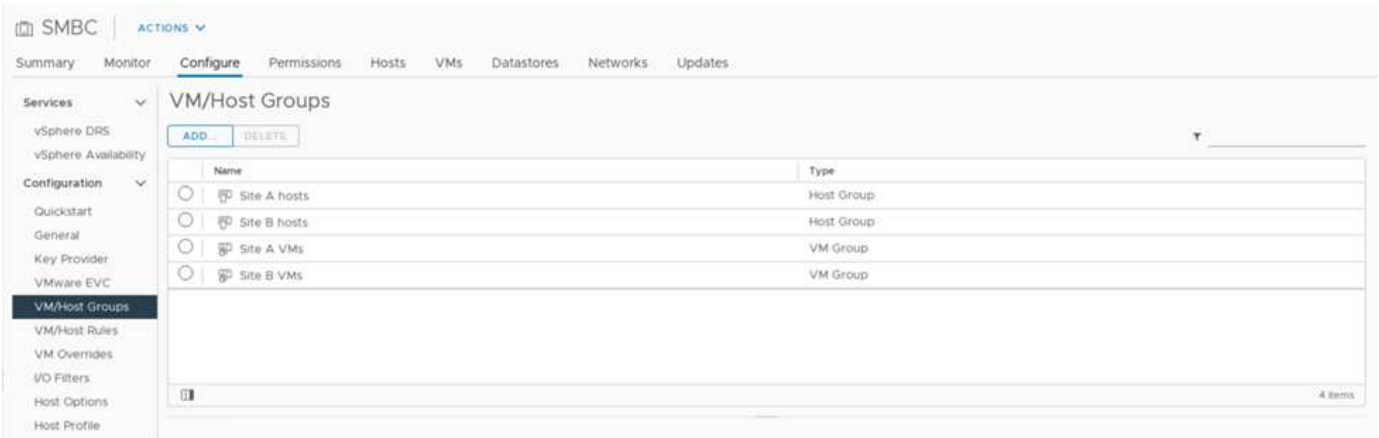 SMBC ACTIONS
Summary Monitor Configure Permissions Hosts VMs Datastores Networks Updates
Services
vSphere DRS
vSphere Availability
Configuration
Quickstart
General
Key Provider
VMware EVC
VM/Host Groups
VM/Host Rules
VM Overrides
I/O Filters
Host Options
Host Profile
VM/Host Groups
ADD... DELETE
Name Type
Site A hosts Host Group
Site B hosts Host Group
Site A VMs VM Group
Site B VMs VM Group
4 items